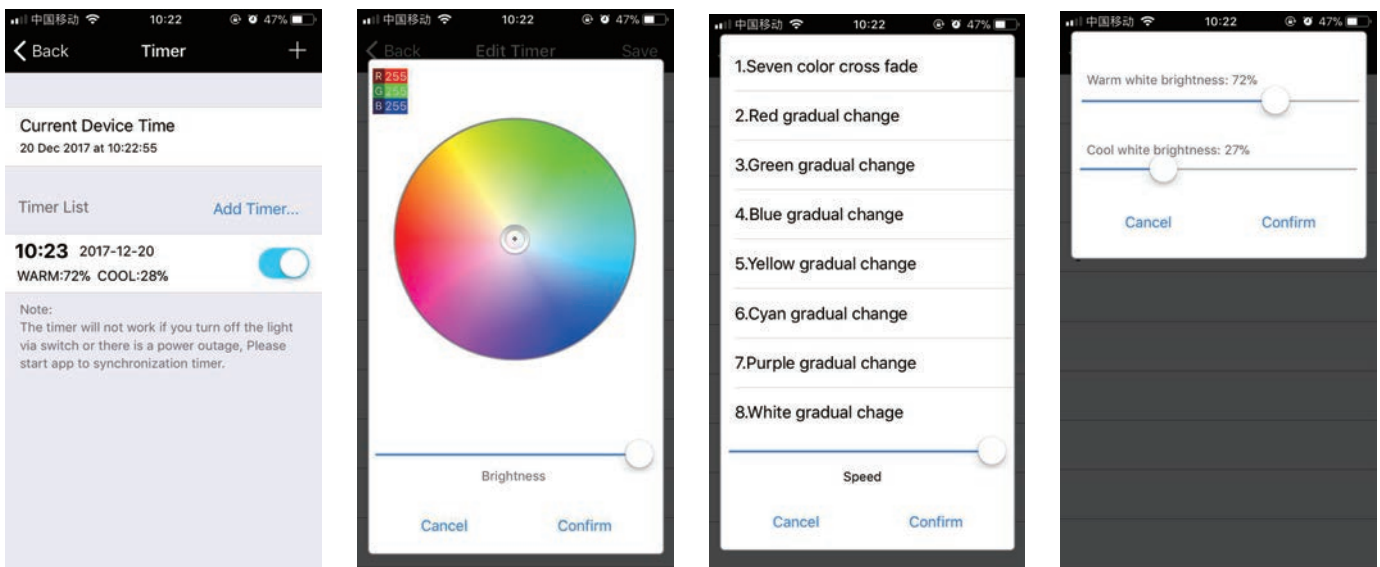 中国移动 10:22 47%
Back Timer +
Current Device Time
20 Dec 2017 at 10:22:55
Timer List Add Timer...
10:23 2017-12-20
WARM:72% COOL:28%
Note:
The timer will not work if you turn off the light
via switch or there is a power outage, Please
start app to synchronization timer.
中国移动 10:22 47%
Back Edit Timer Save
R 255
G 255
B 255
Brightness
Cancel Confirm
中国移动 10:22 47%
1.Seven color cross fade
2.Red gradual change
3.Green gradual change
4.Blue gradual change
5.Yellow gradual change
6.Cyan gradual change
7.Purple gradual change
8.White gradual chage
Speed
Cancel Confirm
中国移动 10:22 47%
Warm white brightness: 72%
Cool white brightness: 27%
Cancel Confirm